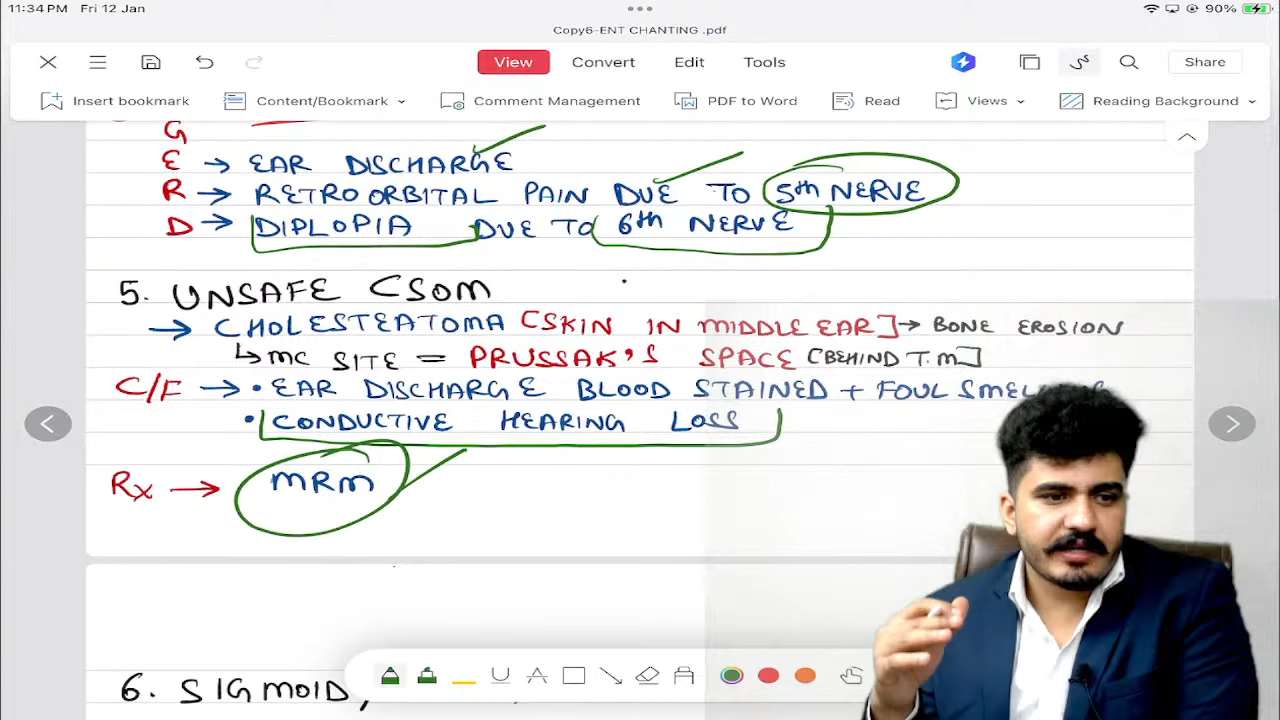 11:34 PM Fri 12 Jan
90%
Copy6-ENT CHANTING .pdf
View Convert Edit Tools Share
Insert bookmark Content/Bookmark Comment Management PDF to Word Read Views Reading Background
G
E → EAR DISCHARGE
R → RETROORBITAL PAIN DUE TO 5th NERVE
D → DIPLOPIA DUE TO 6th NERVE
5. UNSAFE CSOM
→ CHOLESTEATOMA [SKIN IN MIDDLE EAR] → BONE EROSION
↳ MC SITE = PRUSSAK'S SPACE [BEHIND T.M]
C/F → • EAR DISCHARGE BLOOD STAINED + FOUL
• CONDUCTIVE HEARING LOSS
Rx → MRM
6. SIGMOID,